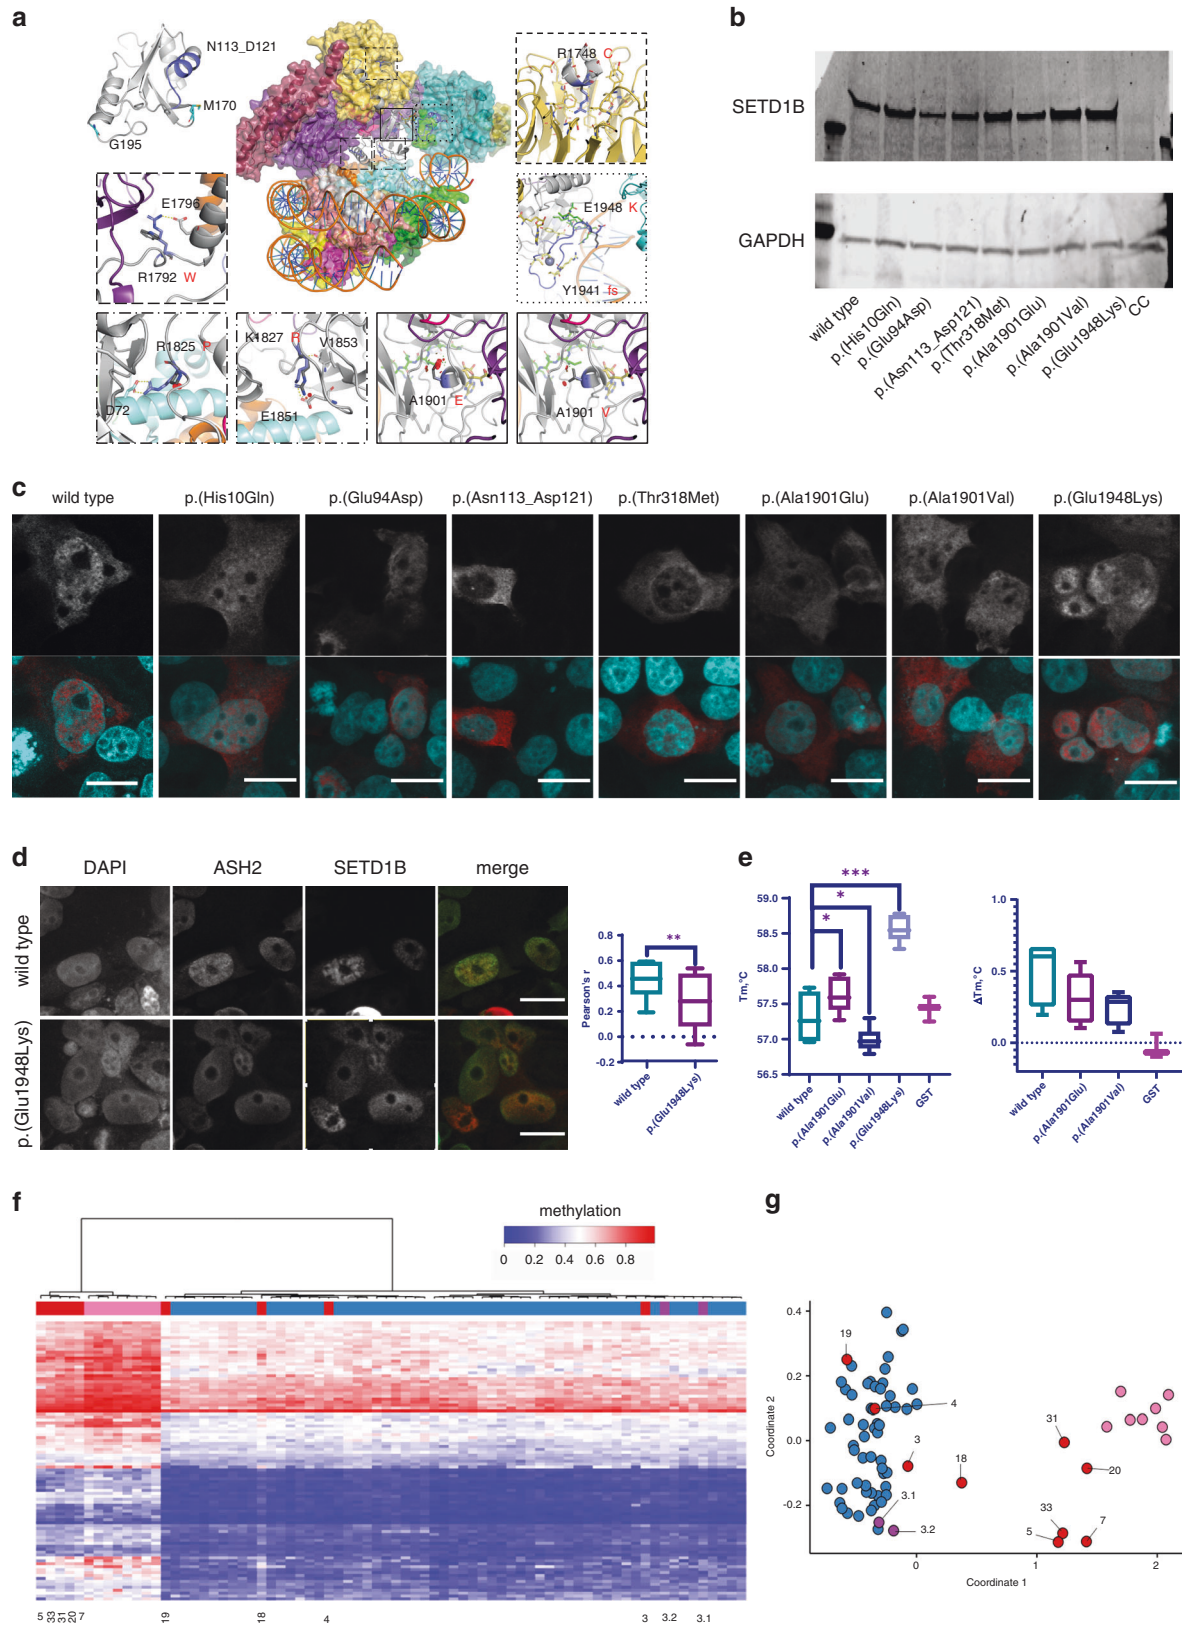 a
N113_D121
M170
G195
R1748 C
E1796
R1792 W
E1948 K
Y1941 fs
R1825 P
D72
K1827 R
V1853
E1851
A1901 E
A1901 V
b
SETD1B
GAPDH
wild type
p.(His10Gln)
p.(Glu94Asp)
p.(Asn113_Asp121)
p.(Thr318Met)
p.(Ala1901Glu)
p.(Ala1901Val)
p.(Glu1948Lys)
CC
c
wild type
p.(His10Gln)
p.(Glu94Asp)
p.(Asn113_Asp121)
p.(Thr318Met)
p.(Ala1901Glu)
p.(Ala1901Val)
p.(Glu1948Lys)
d
DAPI
ASH2
SETD1B
merge
wild type
p.(Glu1948Lys)
Pearson's r
0.8
0.6
0.4
0.2
0.0
-0.2
**
wild type
p.(Glu1948Lys)
e
Tm,°C
59.0
58.5
58.0
57.5
57.0
56.5
***
*
*
wild type
p.(Ala1901Glu)
p.(Ala1901Val)
p.(Glu1948Lys)
GST
ΔTm,°C
1.0
0.5
0.0
wild type
p.(Ala1901Glu)
p.(Ala1901Val)
GST
f
methylation
0 0.2 0.4 0.6 0.8
5 33 31 20 7 19 18 4 3 3.2 3.1
g
Coordinate 2
0.4
0.2
0.0
-0.2
19
4
3
18
31
20
3.1
3.2
33
5
7
0 1 2
Coordinate 1